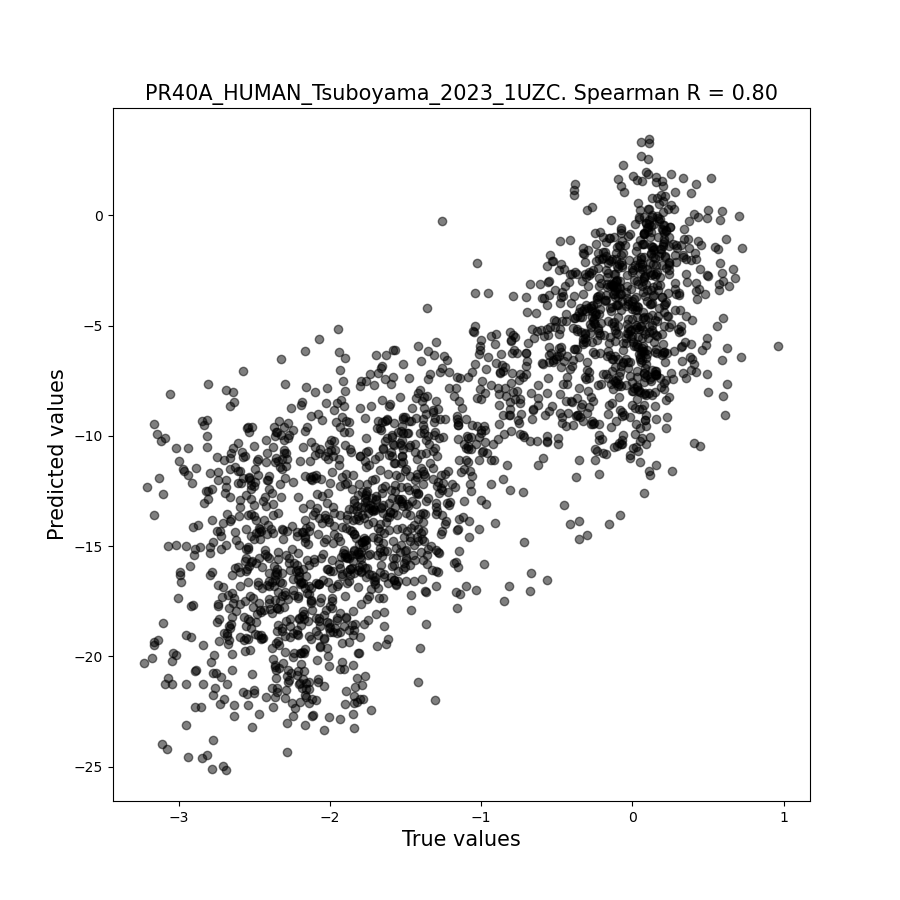 PR40A_HUMAN_Tsuboyama_2023_1UZC. Spearman R = 0.80
0
−5
−10
−15
−20
−25
Predicted values
−3 −2 −1 0 1
True values